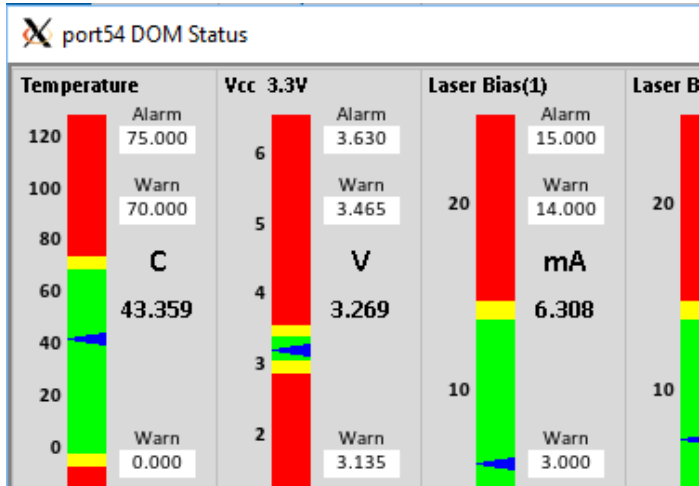 port54 DOM Status
Temperature
Vcc 3.3V
Laser Bias(1)
Laser B
120
100
80
60
40
20
0
Alarm
75.000
Warn
70.000
C
43.359
Warn
0.000
6
5
4
3
2
Alarm
3.630
Warn
3.465
V
3.269
Warn
3.135
20
10
Alarm
15.000
Warn
14.000
mA
6.308
Warn
3.000
20
10